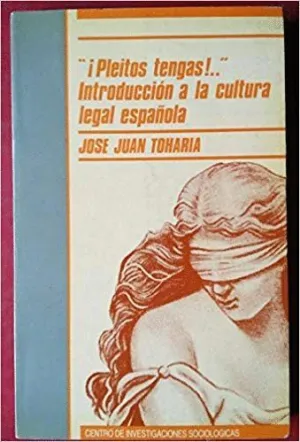 "¡Pleitos tengas!.."
Introducción a la cultura
legal española
JOSE JUAN TOHARIA
CENTRO DE INVESTIGACIONES SOCIOLOGICAS